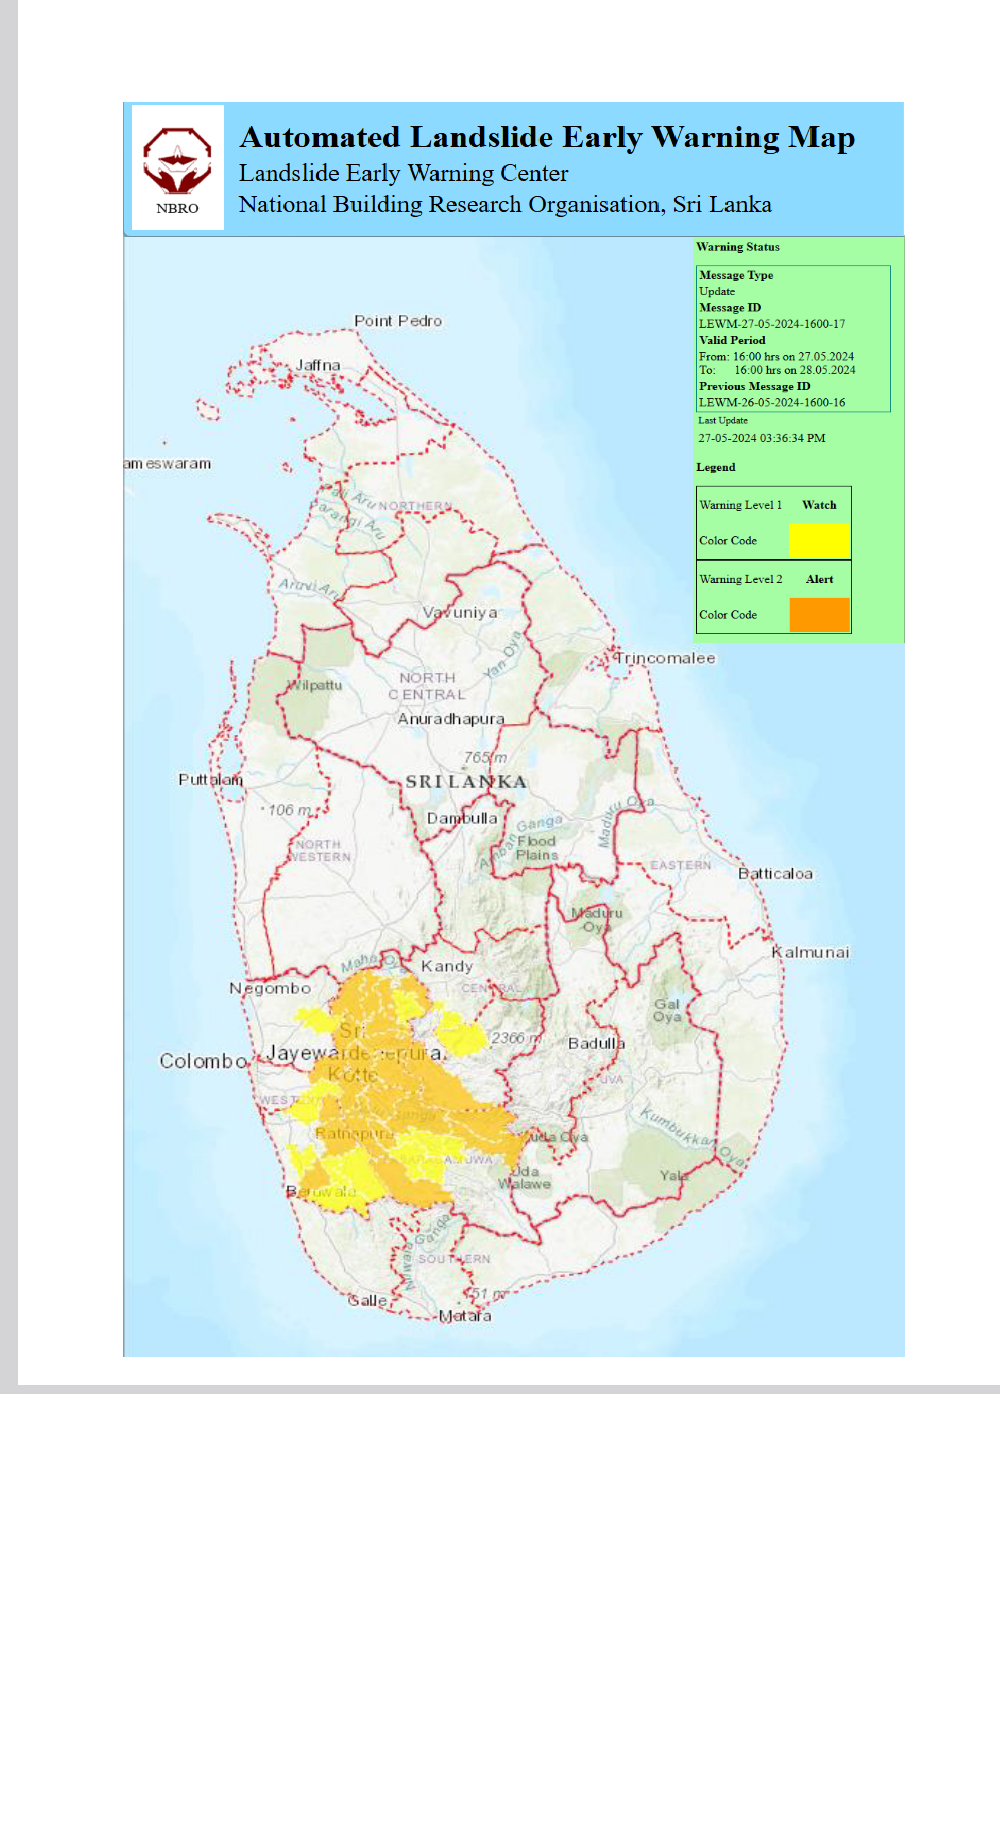 NBRO
Automated Landslide Early Warning Map
Landslide Early Warning Center
National Building Research Organisation, Sri Lanka
Warning Status
Message Type
Update
Message ID
LEWM-27-05-2024-1600-17
Valid Period
From: 16:00 hrs on 27.05.2024
To: 16:00 hrs on 28.05.2024
Previous Message ID
LEWM-26-05-2024-1600-16
Last Update
27-05-2024 03:36:34 PM
Legend
Warning Level 1 Watch
Color Code
Warning Level 2 Alert
Color Code
Point Pedro
Jaffna
ameswaram
Pali Aru
NORTHERN
Parangi Aru
Aruvi Aru
Vavuniya
Yan Oya
Trincomalee
Wilpattu
NORTH
CENTRAL
Anuradhapura
765 m
Puttalam
SRI LANKA
106 m
Dambulla
Maduru Oya
Amban Ganga
Flood
Plains
NORTH
WESTERN
EASTERN
Batticaloa
Maduru
Oya
Kalmunai
Maha Oya
Kandy
Negombo
CENTRAL
Gal
Oya
Sri
Jayewardenepura
Kotte
2366 m
Badulla
Colombo
UVA
WESTERN
Ganga
Kumbukkan Oya
Ratnapura
SABARAGAMUWA
Uda
Walawe
Yala
Beruwala
Nilwala Ganga
SOUTHERN
51 m
Galle
Matara